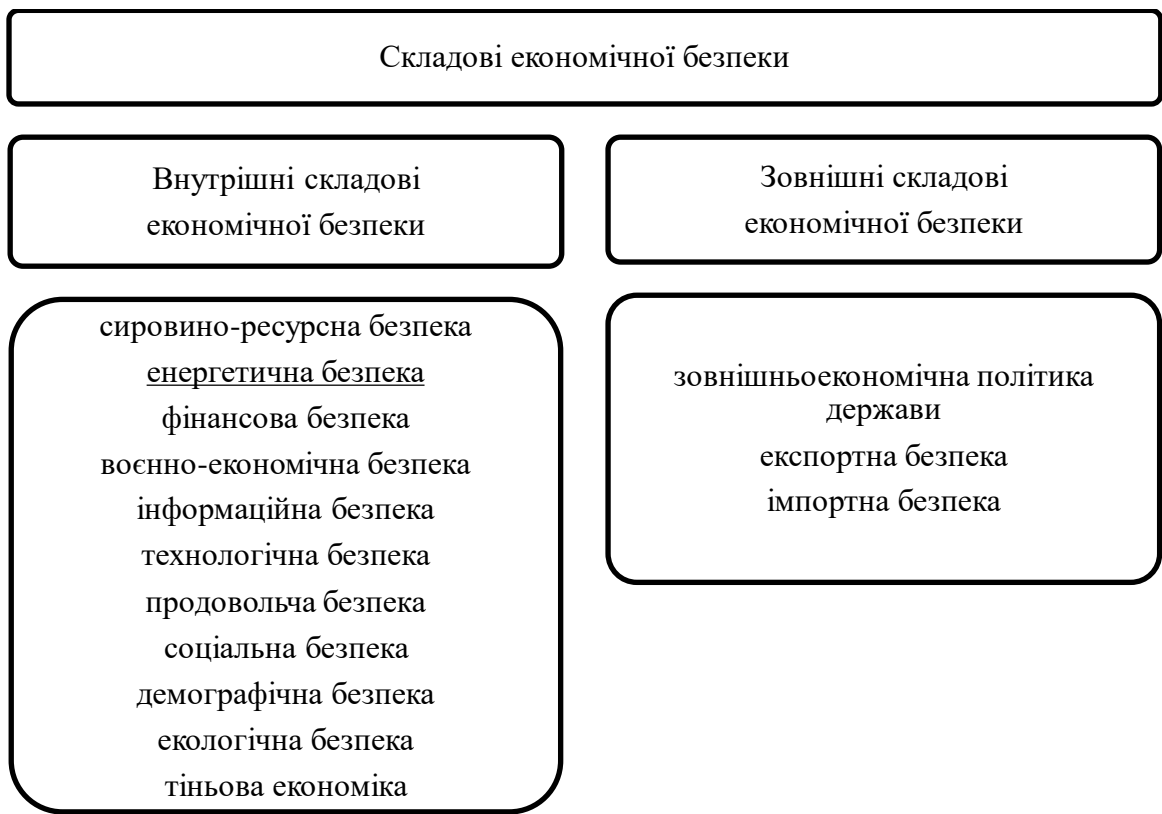 Складові економічної безпеки
Внутрішні складові
економічної безпеки
Зовнішні складові
економічної безпеки
сировино-ресурсна безпека
енергетична безпека
фінансова безпека
воєнно-економічна безпека
інформаційна безпека
технологічна безпека
продовольча безпека
соціальна безпека
демографічна безпека
екологічна безпека
тіньова економіка
зовнішньоекономічна політика
держави
експортна безпека
імпортна безпека